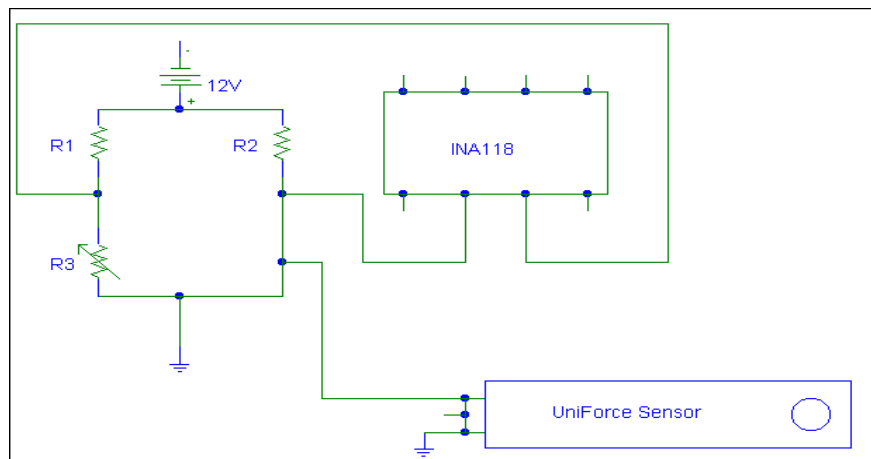 -
12V
+
R1
R2
INA118
R3
UniForce Sensor